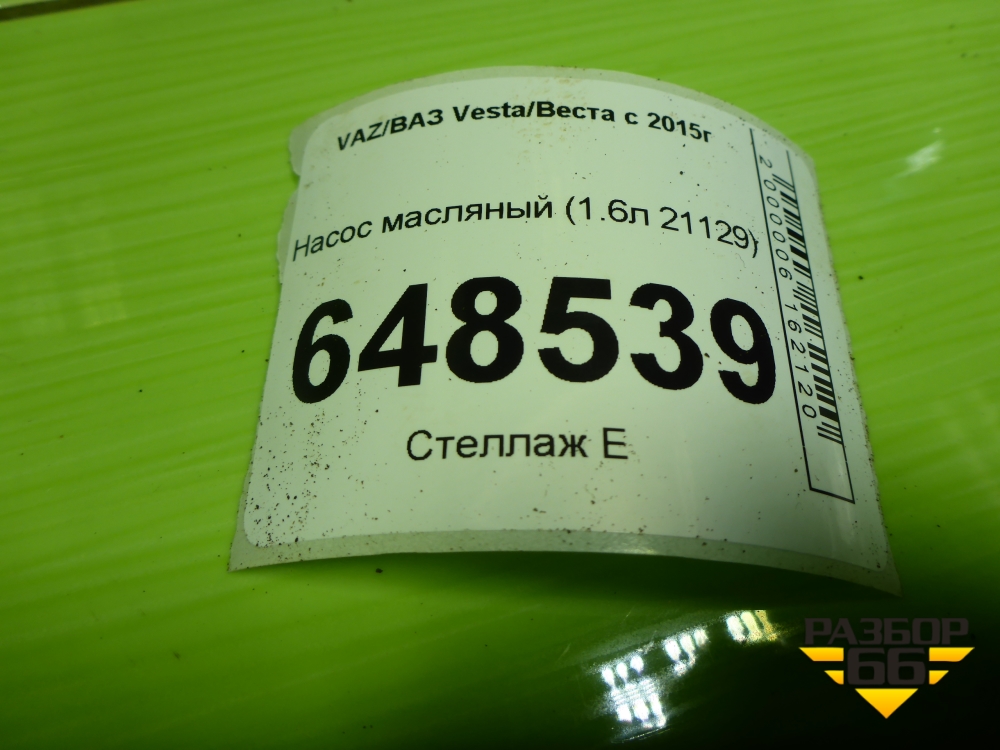 VAZ/ВАЗ Vesta/Веста с 2015г
Насос масляный (1.6л 21129)
648539
Стеллаж Е
2000006162120
РАЗБОР
66